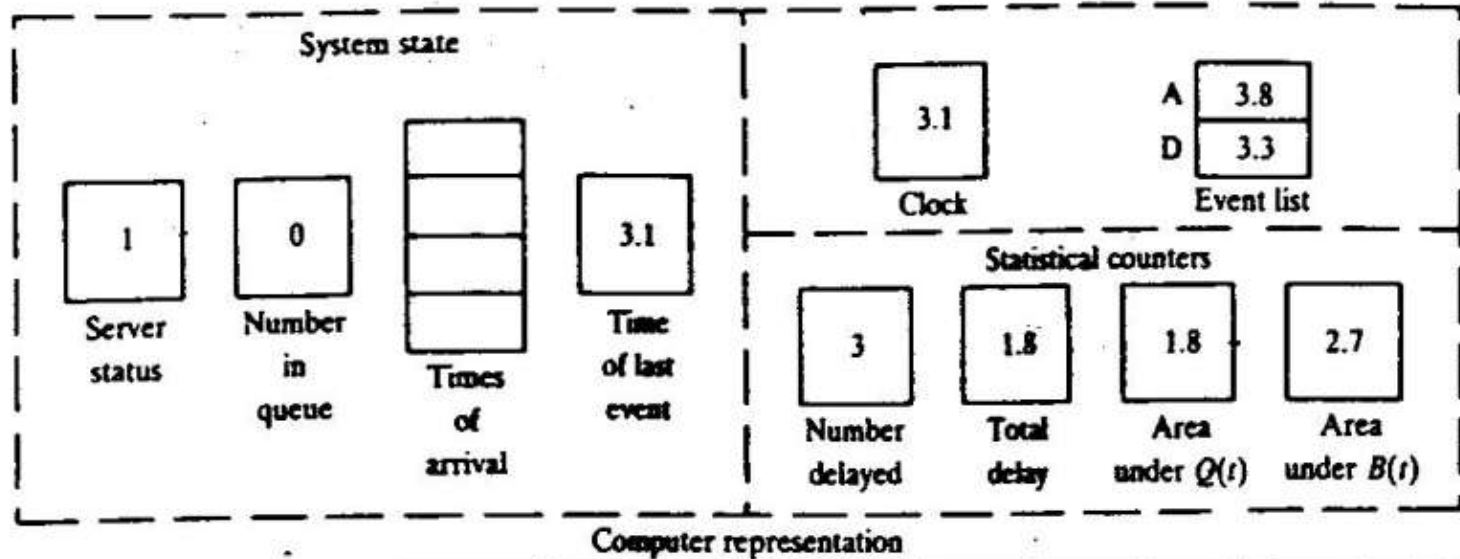 System state
1
Server
status
0
Number
in
queue
Times
of
arrival
3.1
Time
of last
event
3.1
Clock
A 3.8
D 3.3
Event list
Statistical counters
3
Number
delayed
1.8
Total
delay
1.8
Area
under Q(t)
2.7
Area
under B(t)
Computer representation